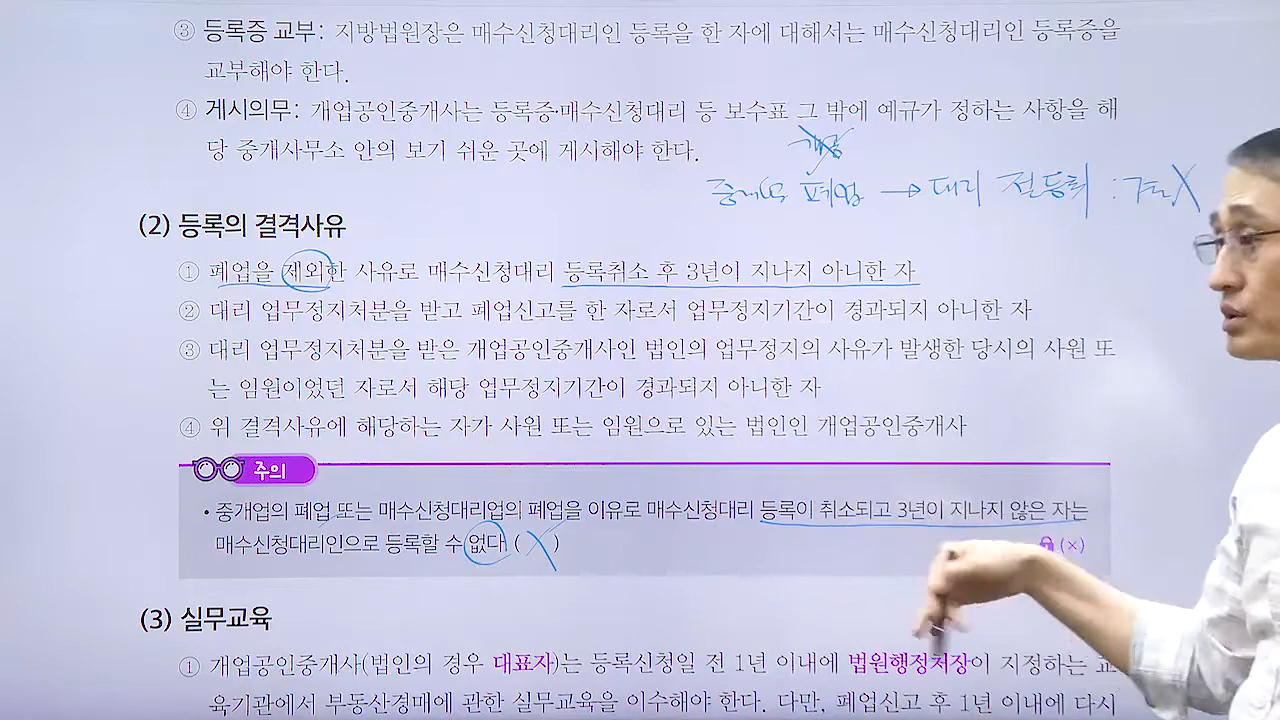 ③ 등록증 교부: 지방법원장은 매수신청대리인 등록을 한 자에 대해서는 매수신청대리인 등록증을
교부해야 한다.
④ 게시의무: 개업공인중개사는 등록증·매수신청대리 등 보수표 그 밖에 예규가 정하는 사항을 해
당 중개사무소 안의 보기 쉬운 곳에 게시해야 한다.
폐업 → 대리
(2) 등록의 결격사유
① 폐업을 제외한 사유로 매수신청대리 등록취소 후 3년이 지나지 아니한 자
② 대리 업무정지처분을 받고 폐업신고를 한 자로서 업무정지기간이 경과되지 아니한 자
③ 대리 업무정지처분을 받은 개업공인중개사인 법인의 업무정지의 사유가 발생한 당시의 사원 또
는 임원이었던 자로서 해당 업무정지기간이 경과되지 아니한 자
④ 위 결격사유에 해당하는 자가 사원 또는 임원으로 있는 법인인 개업공인중개사
주의
• 중개업의 폐업 또는 매수신청대리업의 폐업을 이유로 매수신청대리 등록이 취소되고 3년이 지나지 않은 자는
매수신청대리인으로 등록할 수 없다 ( X ) (×)
(3) 실무교육
① 개업공인중개사(법인의 경우 대표자)는 등록신청일 전 1년 이내에 법원행정처장이 지정하는 교
육기관에서 부동산경매에 관한 실무교육을 이수해야 한다. 다만, 폐업신고 후 1년 이내에 다시